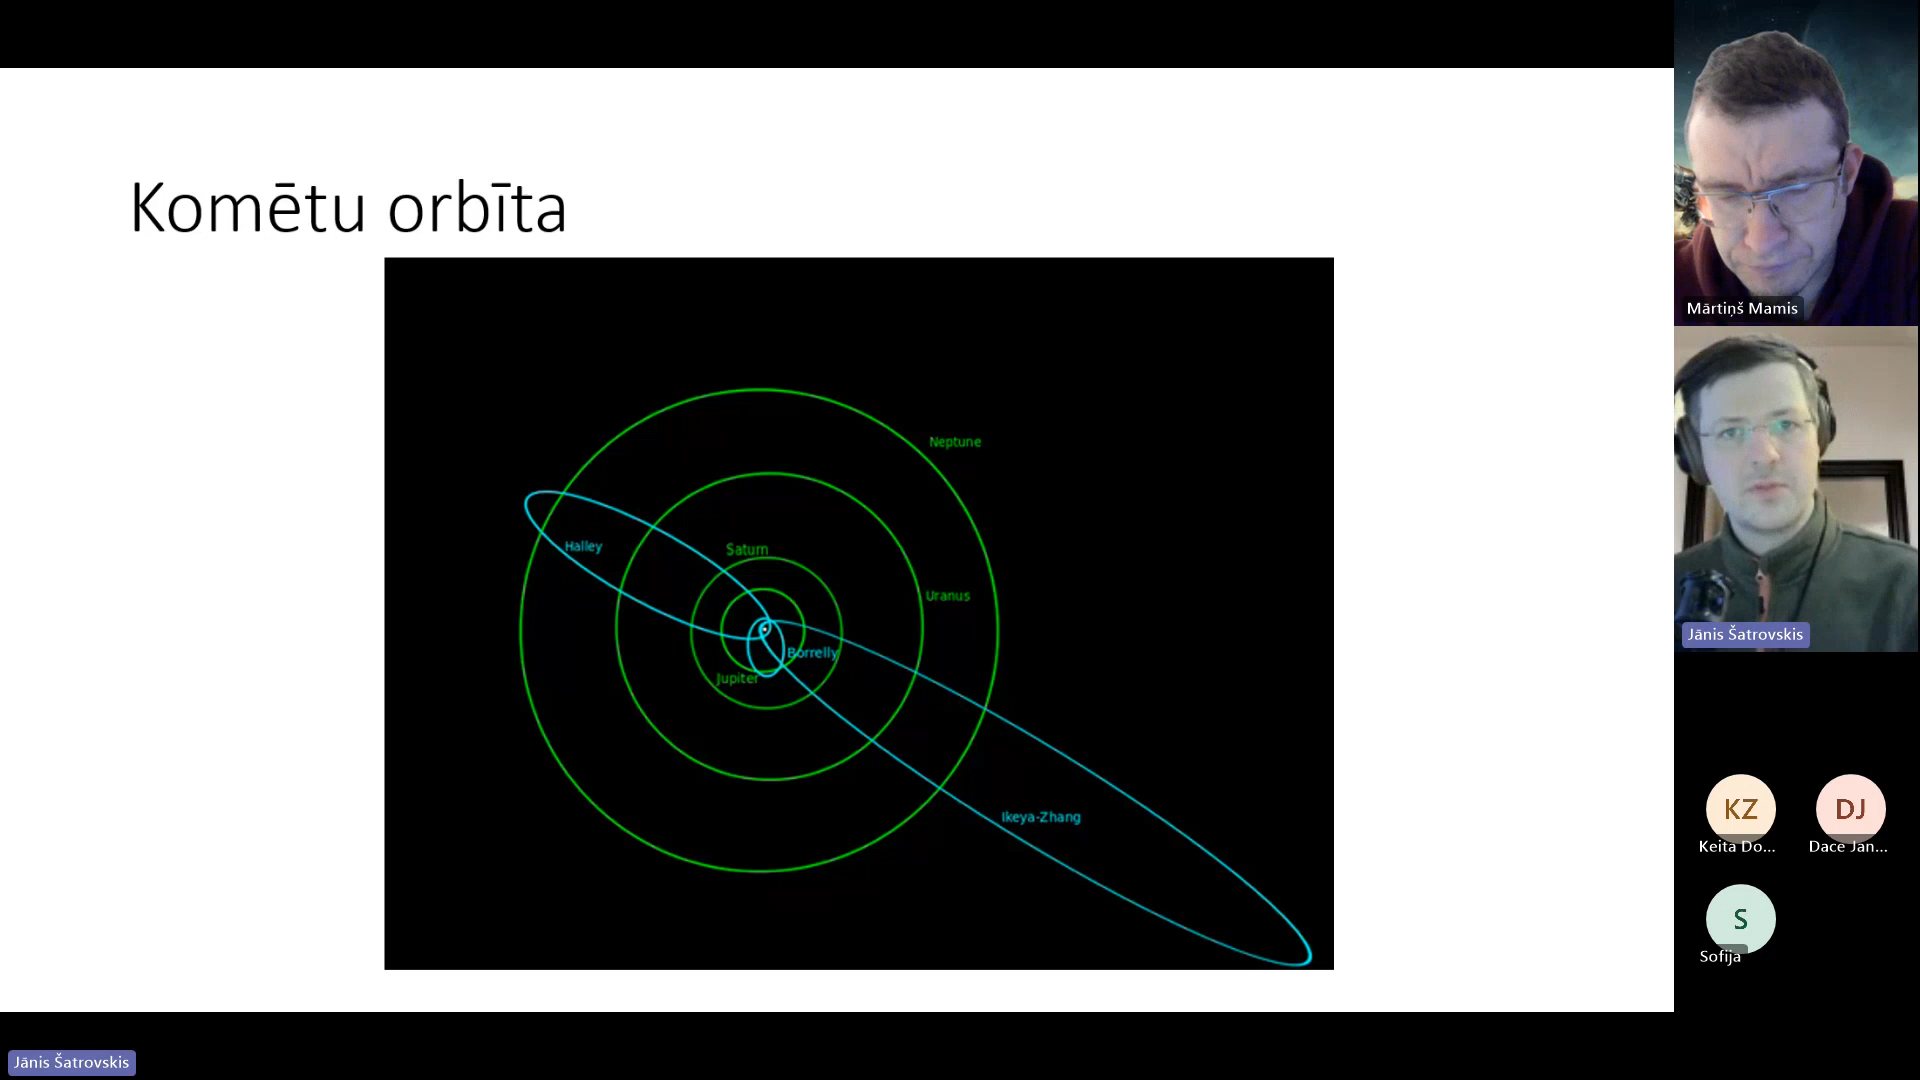 Komētu orbīta
Neptune
Halley
Saturn
Uranus
Borrelly
Jupiter
Ikeya-Zhang
Mārtiņš Mamis
Jānis Šatrovskis
KZ
DJ
Keita Do...
Dace Jan...
S
Sofija
Jānis Šatrovskis